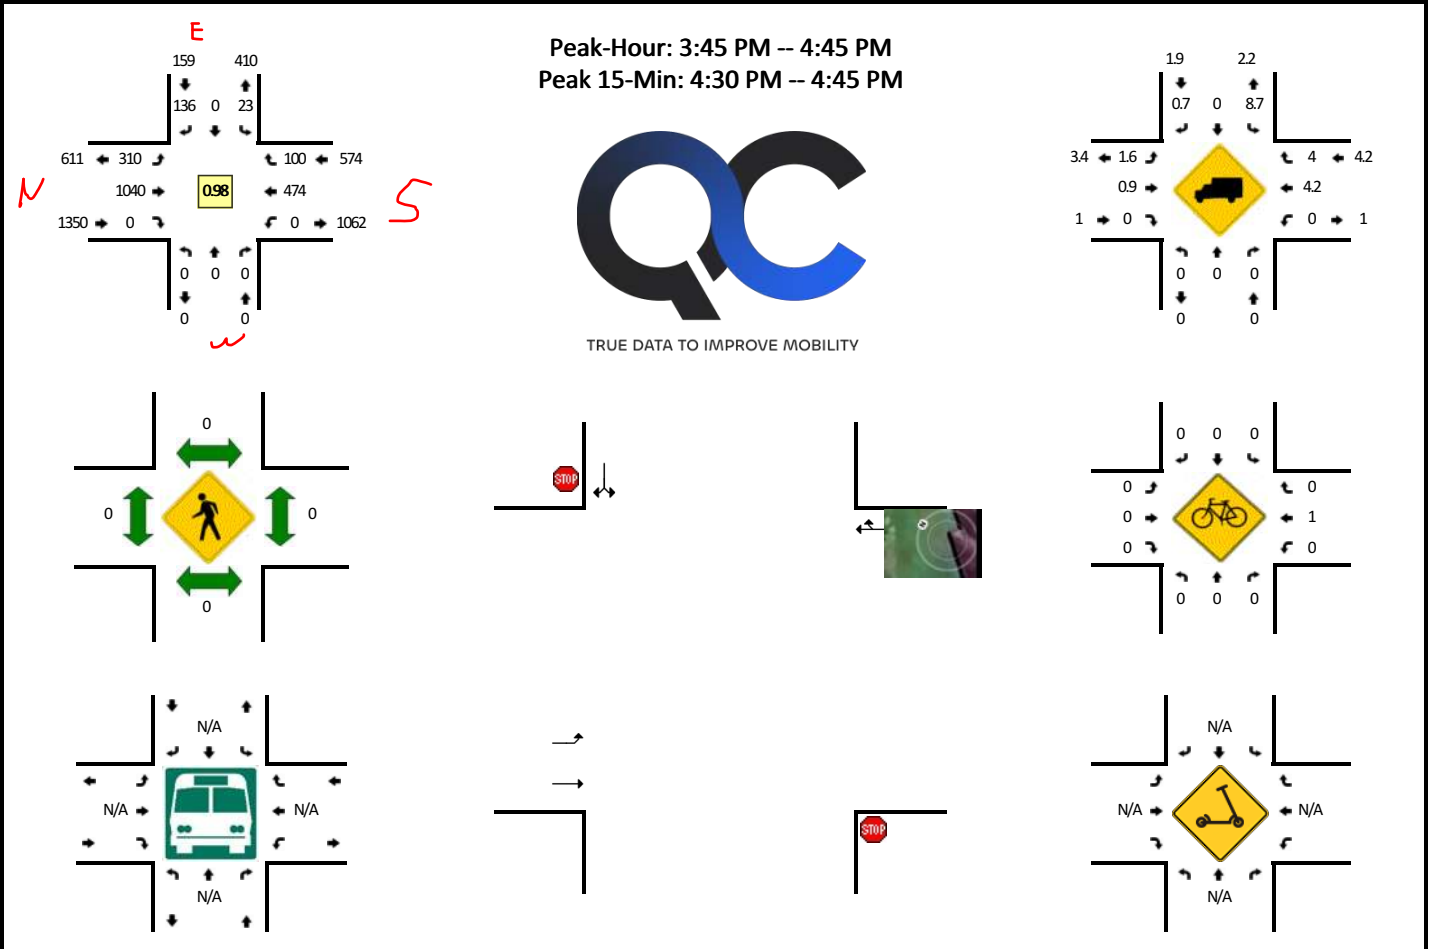 E
Peak-Hour: 3:45 PM -- 4:45 PM
Peak 15-Min: 4:30 PM -- 4:45 PM
159 410
136 0 23
611 310 100 574
N 1040 0.98 474 S
1350 0 0 1062
0 0 0
0 0
W
QC
TRUE DATA TO IMPROVE MOBILITY
1.9 2.2
0.7 0 8.7
3.4 1.6 4 4.2
0.9 4.2
1 0 0 1
0 0 0
0 0
0
0 0
0
STOP
STOP
0 0 0
0 0
0 1
0 0
0 0 0
N/A
N/A N/A
N/A
N/A
N/A N/A
N/A